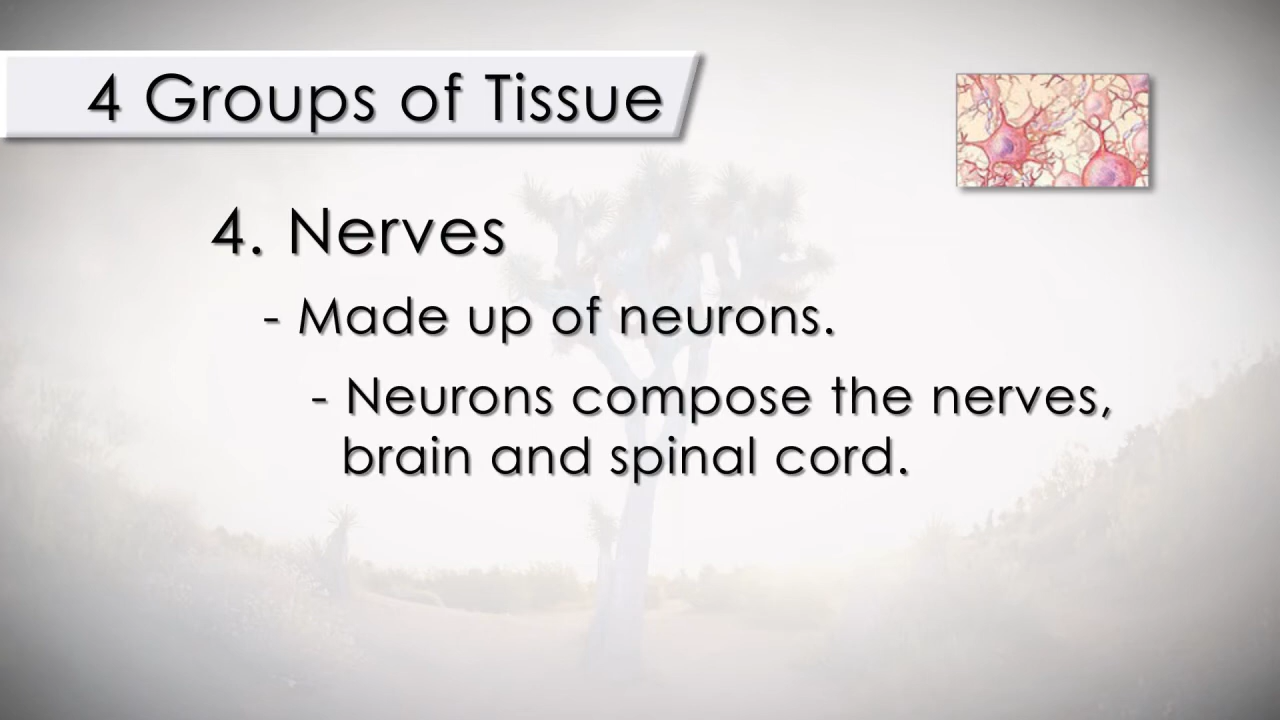 4 Groups of Tissue
4. Nerves
- Made up of neurons.
- Neurons compose the nerves,
brain and spinal cord.